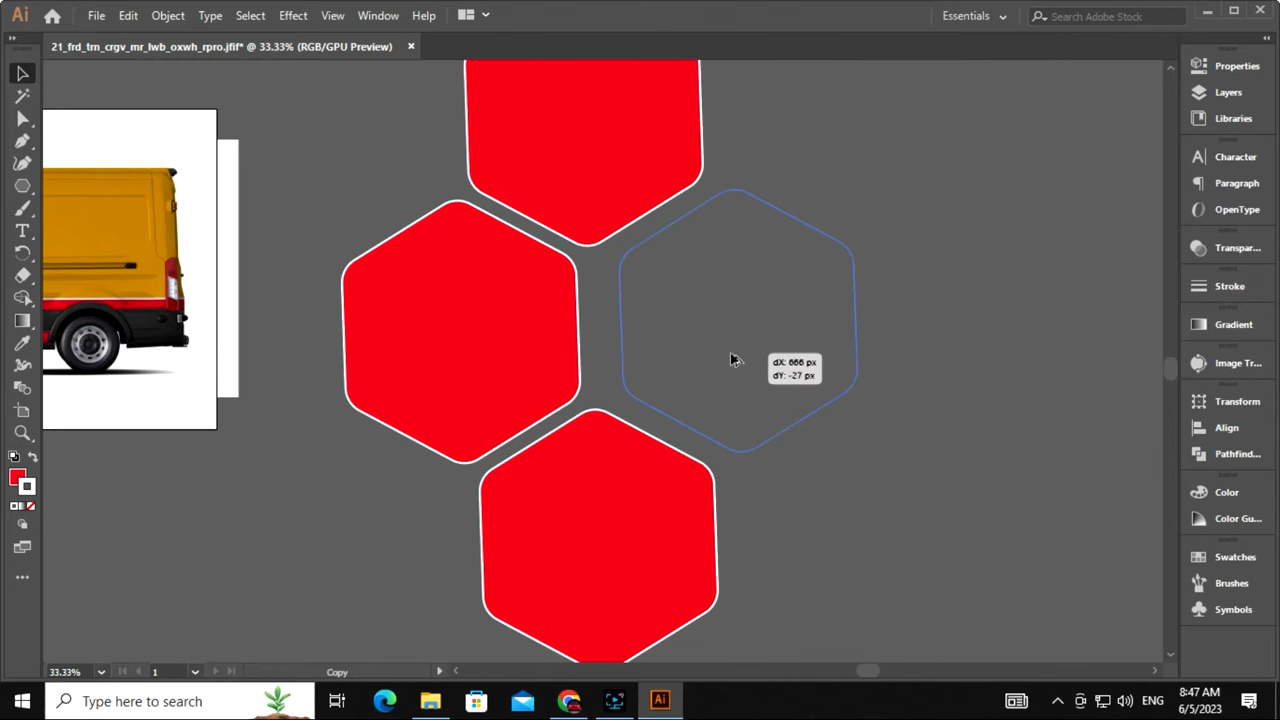 Ai File Edit Object Type Select Effect View Window Help Essentials Search Adobe Stock
21_frd_trn_crgv_mr_lwb_oxwh_rpro.jfif* @ 33.33% (RGB/GPU Preview)
Properties
Layers
Libraries
Character
Paragraph
OpenType
Transpar...
Stroke
Gradient
Image Tr...
Transform
Align
Pathfind...
Color
Color Gu...
Swatches
Brushes
Symbols
dX: 666 px
dY: -27 px
33.33% 1 Copy
Type here to search
Ai
ENG
8:47 AM
6/5/2023